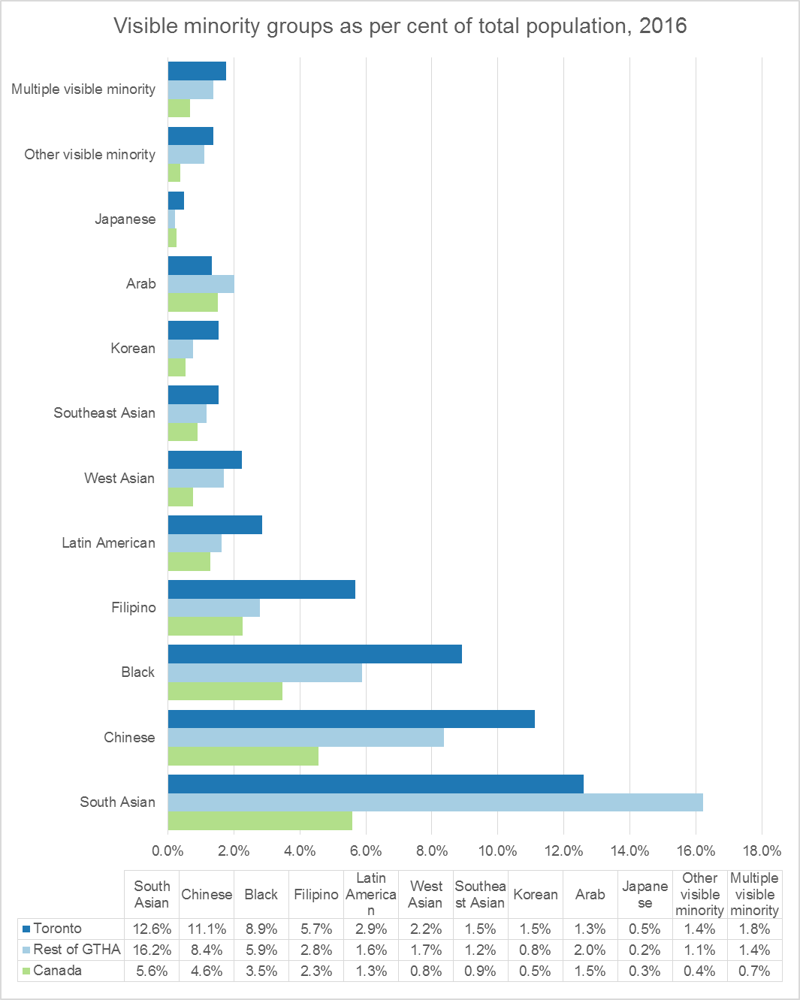 Visible minority groups as per cent of total population, 2016
Multiple visible minority
Other visible minority
Japanese
Arab
Korean
Southeast Asian
West Asian
Latin American
Filipino
Black
Chinese
South Asian
0.0% 2.0% 4.0% 6.0% 8.0% 10.0% 12.0% 14.0% 16.0% 18.0%
South
Asian
Chinese
Black
Filipino
Latin
America
n
West
Asian
Southea
st Asian
Korean
Arab
Japane
se
Other
visible
minority
Multiple
visible
minority
Toronto 12.6% 11.1% 8.9% 5.7% 2.9% 2.2% 1.5% 1.5% 1.3% 0.5% 1.4% 1.8%
Rest of GTHA 16.2% 8.4% 5.9% 2.8% 1.6% 1.7% 1.2% 0.8% 2.0% 0.2% 1.1% 1.4%
Canada 5.6% 4.6% 3.5% 2.3% 1.3% 0.8% 0.9% 0.5% 1.5% 0.3% 0.4% 0.7%